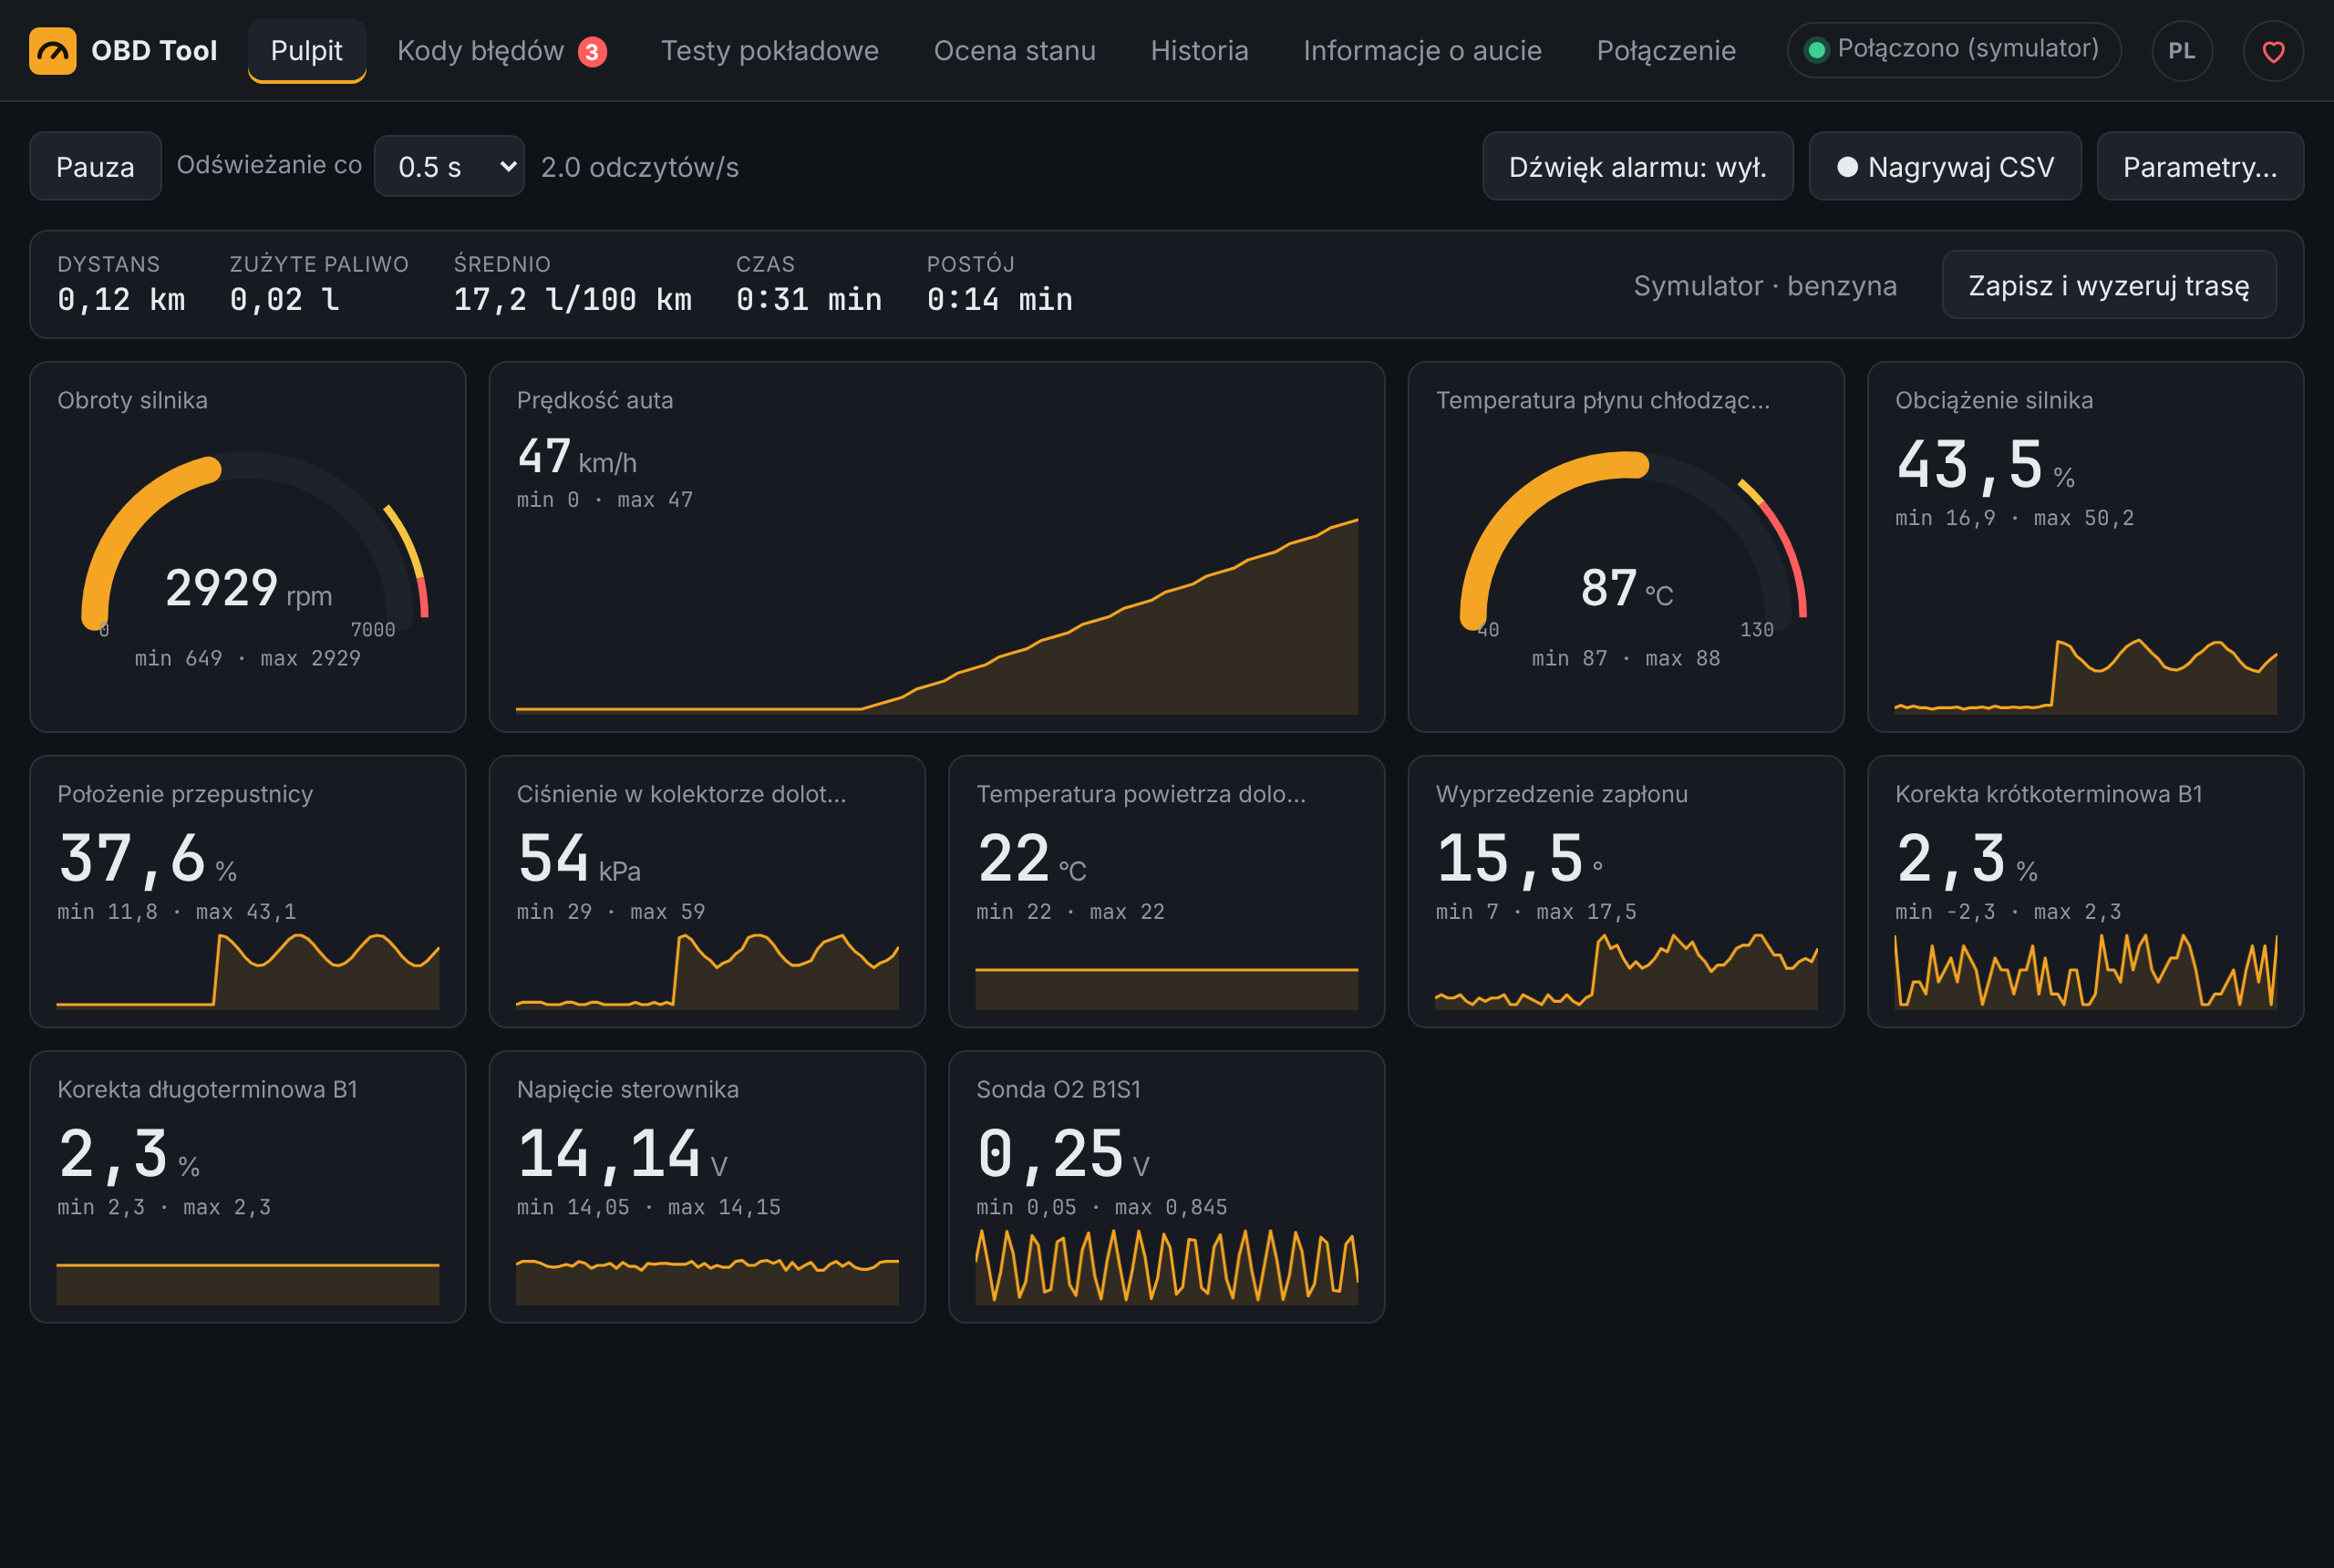 OBD Tool
Pulpit
Kody błędów 3
Testy pokładowe
Ocena stanu
Historia
Informacje o aucie
Połączenie
Połączono (symulator)
PL
Pauza
Odświeżanie co
0.5 s
2.0 odczytów/s
Dźwięk alarmu: wył.
Nagrywaj CSV
Parametry...
DYSTANS
0,12 km
ZUŻYTE PALIWO
0,02 l
ŚREDNIO
17,2 l/100 km
CZAS
0:31 min
POSTÓJ
0:14 min
Symulator · benzyna
Zapisz i wyzeruj trasę
Obroty silnika
2929 rpm
0
7000
min 649 · max 2929
Prędkość auta
47 km/h
min 0 · max 47
Temperatura płynu chłodząc...
87 °C
40
130
min 87 · max 88
Obciążenie silnika
43,5 %
min 16,9 · max 50,2
Położenie przepustnicy
37,6 %
min 11,8 · max 43,1
Ciśnienie w kolektorze dolot...
54 kPa
min 29 · max 59
Temperatura powietrza dolo...
22 °C
min 22 · max 22
Wyprzedzenie zapłonu
15,5 °
min 7 · max 17,5
Korekta krótkoterminowa B1
2,3 %
min -2,3 · max 2,3
Korekta długoterminowa B1
2,3 %
min 2,3 · max 2,3
Napięcie sterownika
14,14 V
min 14,05 · max 14,15
Sonda O2 B1S1
0,25 V
min 0,05 · max 0,845